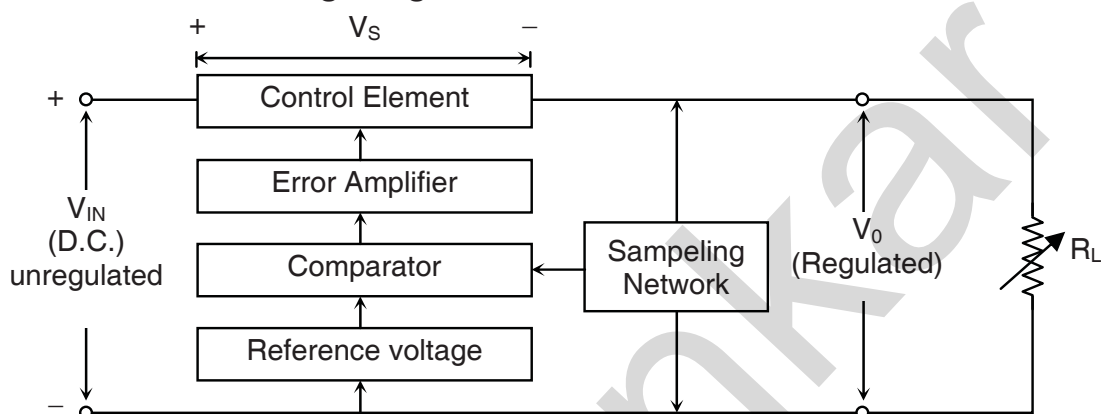 + V_S −
+ Control Element
Error Amplifier
V_IN
(D.C.)
unregulated
Comparator
Sampeling
Network
V_0
(Regulated)
R_L
Reference voltage
−